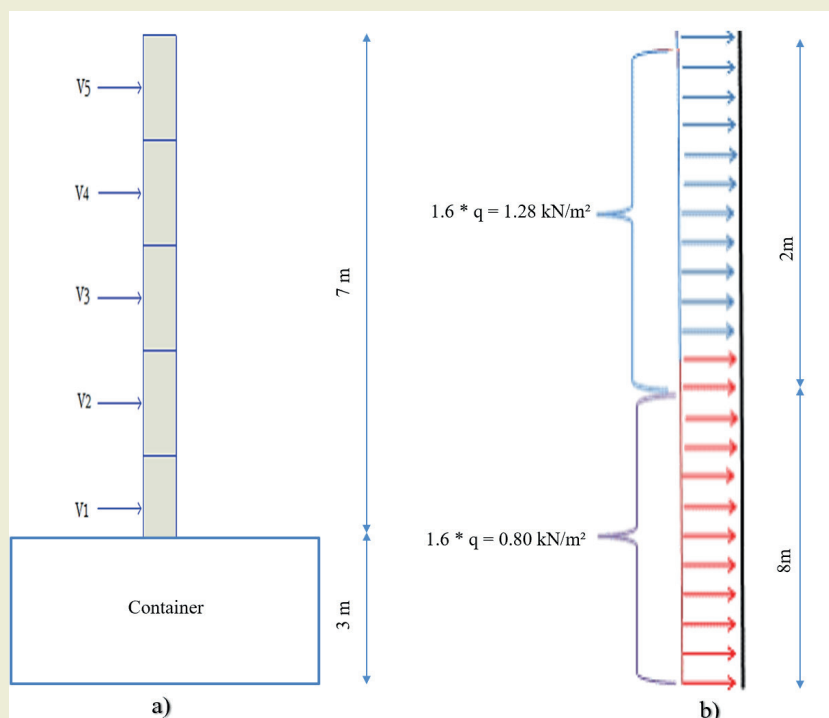 V5
V4
V3
V2
V1
7 m
Container
3 m
a)
1.6 * q = 1.28 kN/m²
2m
1.6 * q = 0.80 kN/m²
8m
b)